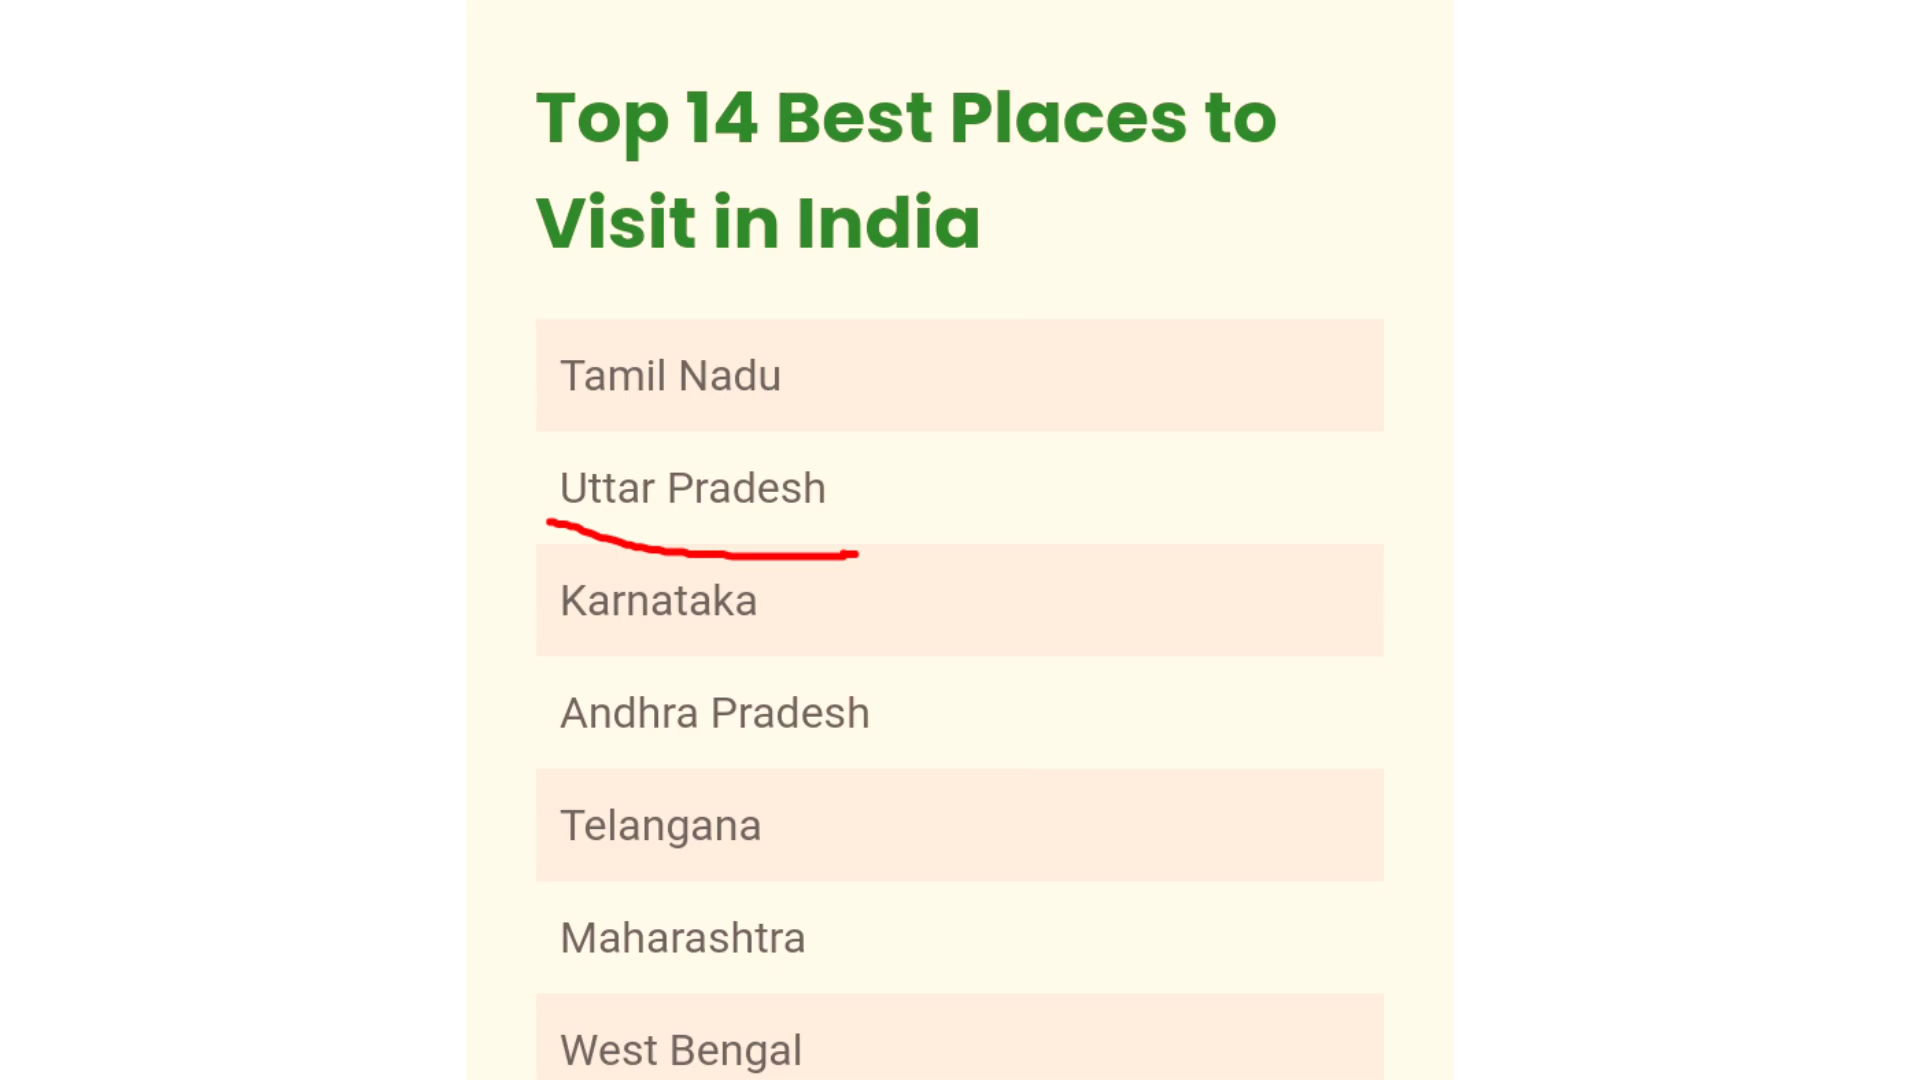 Top 14 Best Places to
Visit in India
Tamil Nadu
Uttar Pradesh
Karnataka
Andhra Pradesh
Telangana
Maharashtra
West Bengal